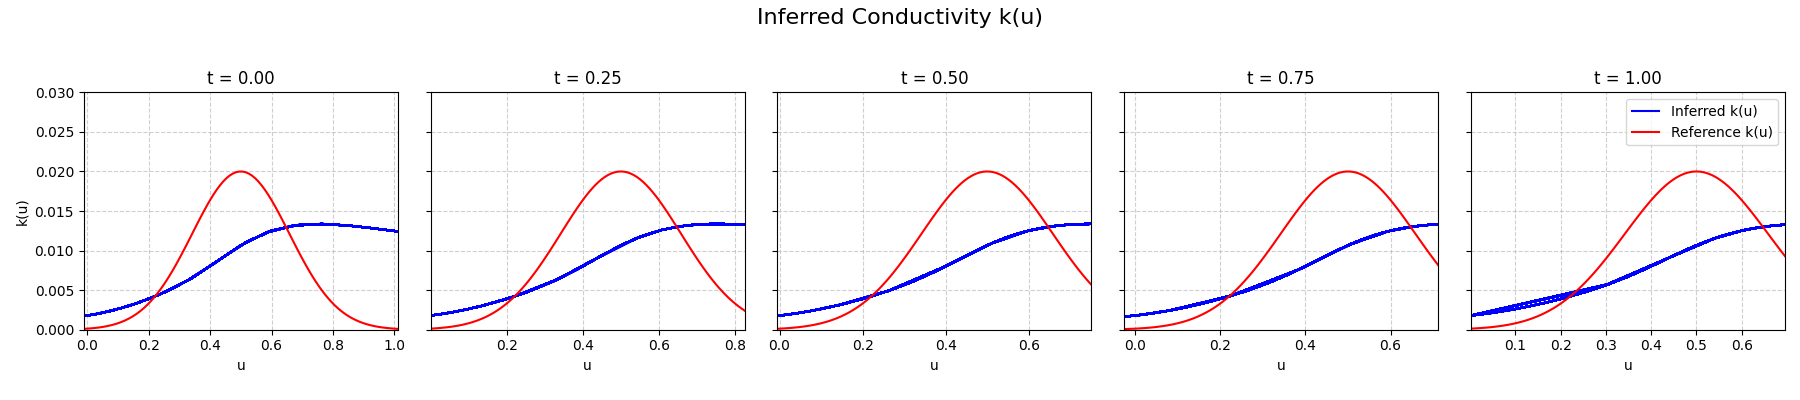 Inferred Conductivity k(u)
t = 0.00
t = 0.25
t = 0.50
t = 0.75
t = 1.00
k(u)
0.030
0.025
0.020
0.015
0.010
0.005
0.000
Inferred k(u)
Reference k(u)
0.0 0.2 0.4 0.6 0.8 1.0
0.2 0.4 0.6 0.8
0.0 0.2 0.4 0.6
0.0 0.2 0.4 0.6
0.1 0.2 0.3 0.4 0.5 0.6
u
u
u
u
u